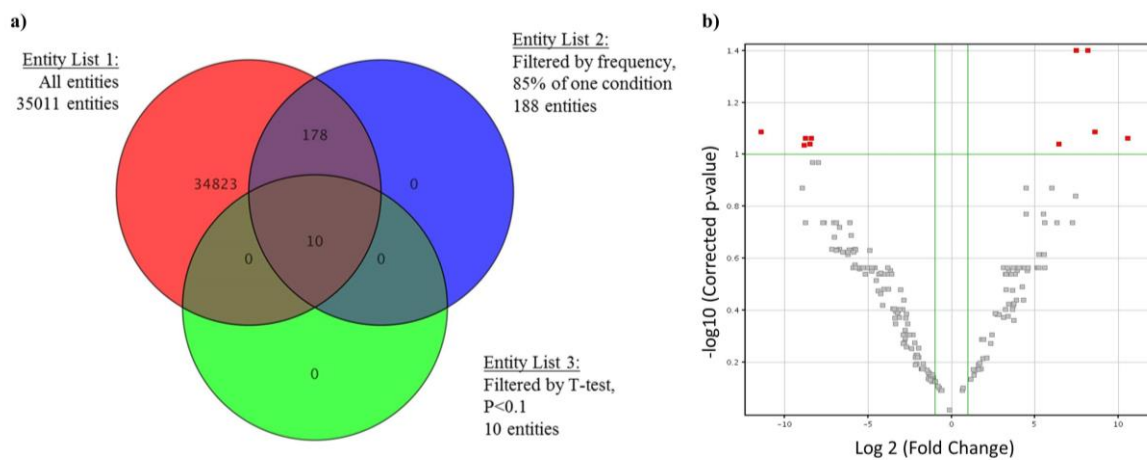 a)
Entity List 1:
All entities
35011 entities
Entity List 2:
Filtered by frequency,
85% of one condition
188 entities
178
34823
0
10
0
0
0
Entity List 3:
Filtered by T-test,
P<0.1
10 entities
b)
-log10 (Corrected p-value)
1.4
1.2
1
0.8
0.6
0.4
0.2
-10
-5
0
5
10
Log 2 (Fold Change)